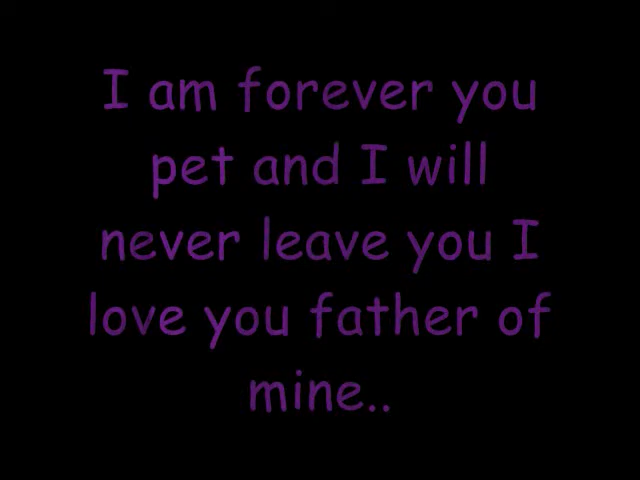 I am forever you
pet and I will
never leave you I
love you father of
mine..